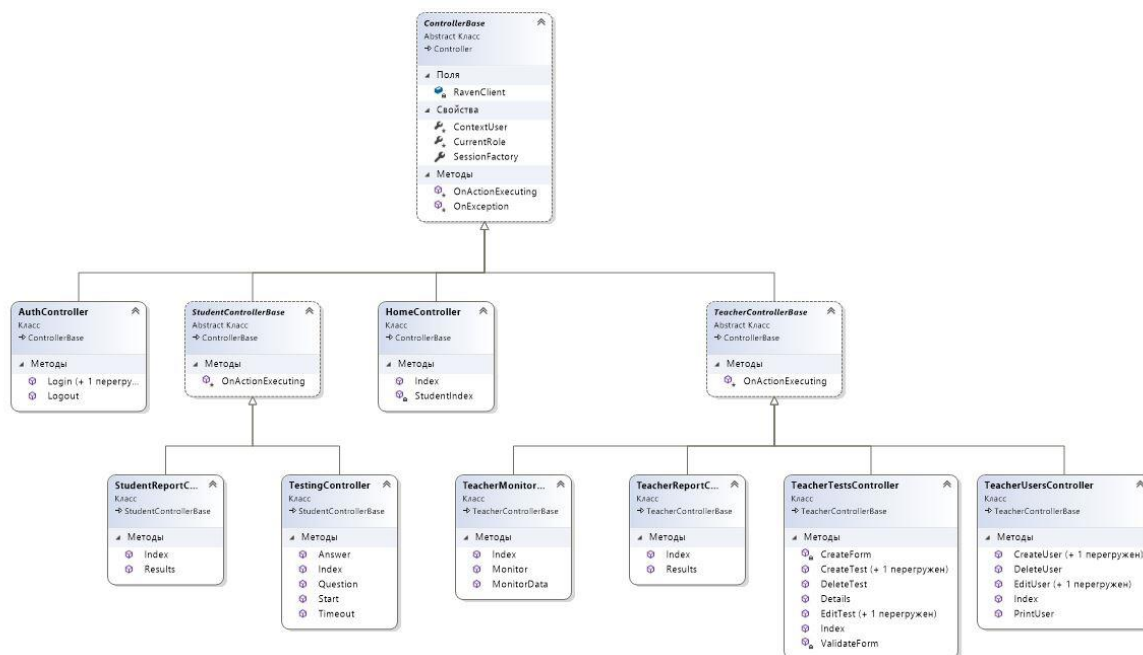 ControllerBase
Abstract Класс
Controller
Поля
RavenClient
Свойства
ContextUser
CurrentRole
SessionFactory
Методы
OnActionExecuting
OnException
AuthController
Класс
ControllerBase
Методы
Login (+ 1 перегру...
Logout
StudentControllerBase
Abstract Класс
ControllerBase
Методы
OnActionExecuting
HomeController
Класс
ControllerBase
Методы
Index
StudentIndex
TeacherControllerBase
Abstract Класс
ControllerBase
Методы
OnActionExecuting
StudentReportC...
Класс
StudentControllerBase
Методы
Index
Results
TestingController
Класс
StudentControllerBase
Методы
Answer
Index
Question
Start
Timeout
TeacherMonitor...
Класс
TeacherControllerBase
Методы
Index
Monitor
MonitorData
TeacherReportC...
Класс
TeacherControllerBase
Методы
Index
Results
TeacherTestsController
Класс
TeacherControllerBase
Методы
CreateForm
CreateTest (+ 1 перегружен)
DeleteTest
Details
EditTest (+ 1 перегружен)
Index
ValidateForm
TeacherUsersController
Класс
TeacherControllerBase
Методы
CreateUser (+ 1 перегружен)
DeleteUser
EditUser (+ 1 перегружен)
Index
PrintUser